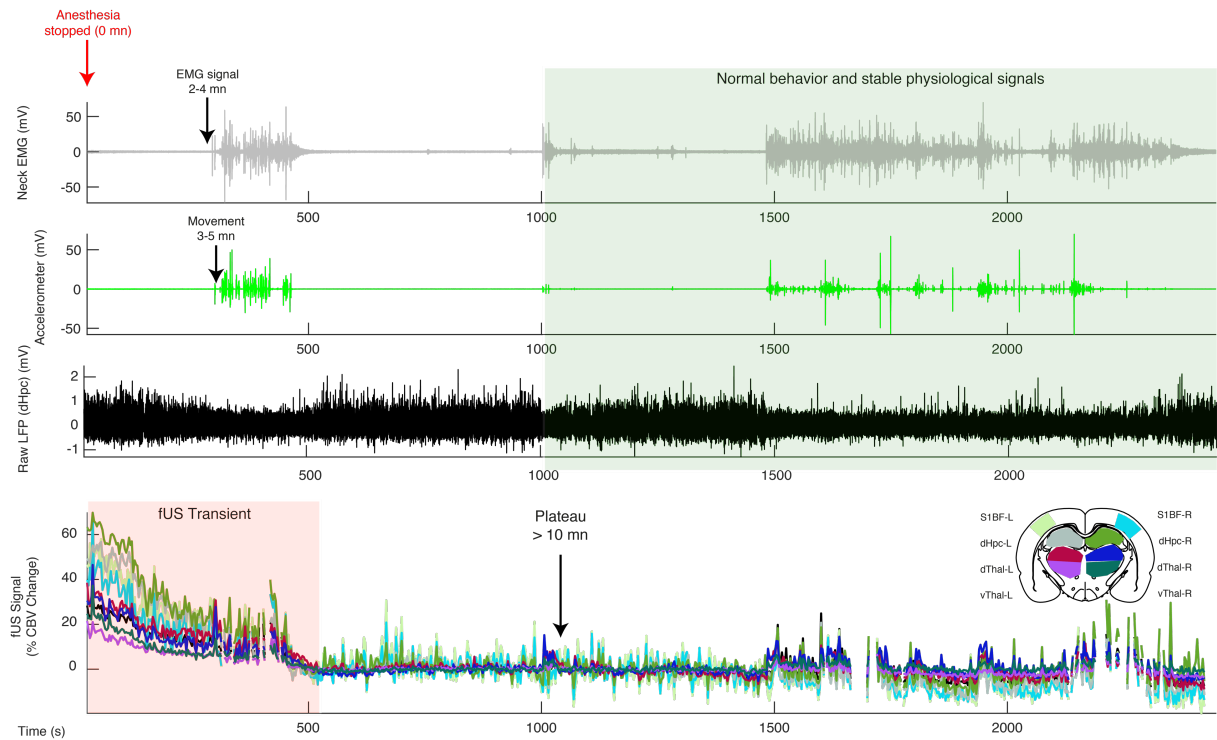 Anesthesia
stopped (0 mn)
EMG signal
2-4 mn
Normal behavior and stable physiological signals
Neck EMG (mV)
50
0
-50
500
1000
1500
2000
Movement
3-5 mn
Accelerometer (mV)
50
0
-50
500
1000
1500
2000
Raw LFP (dHpc) (mV)
2
1
0
-1
500
1000
1500
2000
fUS Transient
Plateau
> 10 mn
S1BF-L
S1BF-R
dHpc-L
dHpc-R
dThal-L
dThal-R
vThal-L
vThal-R
fUS Signal
(% CBV Change)
60
40
20
0
500
1000
1500
2000
Time (s)